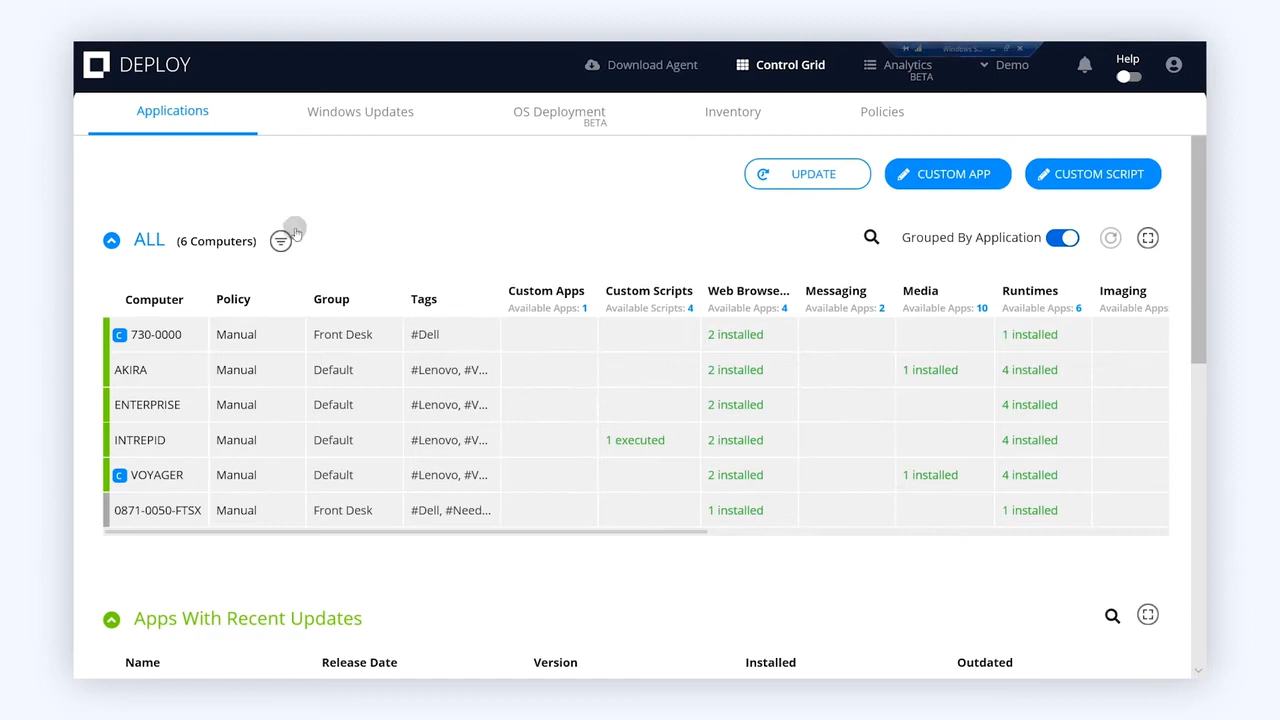 DEPLOY
Download Agent
Control Grid
Analytics
BETA
Windows S...
Demo
Help
Applications
Windows Updates
OS Deployment
BETA
Inventory
Policies
UPDATE
CUSTOM APP
CUSTOM SCRIPT
ALL (6 Computers)
Grouped By Application
Computer Policy Group Tags Custom Apps Custom Scripts Web Browse... Messaging Media Runtimes Imaging
Available Apps: 1 Available Scripts: 4 Available Apps: 4 Available Apps: 2 Available Apps: 10 Available Apps: 6 Available Apps
C 730-0000 Manual Front Desk #Dell 2 installed 1 installed
AKIRA Manual Default #Lenovo, #V... 2 installed 1 installed 4 installed
ENTERPRISE Manual Default #Lenovo, #V... 2 installed 4 installed
INTREPID Manual Default #Lenovo, #V... 1 executed 2 installed 4 installed
C VOYAGER Manual Default #Lenovo, #V... 2 installed 1 installed 4 installed
0871-0050-FTSX Manual Front Desk #Dell, #Need... 1 installed 1 installed
Apps With Recent Updates
Name Release Date Version Installed Outdated